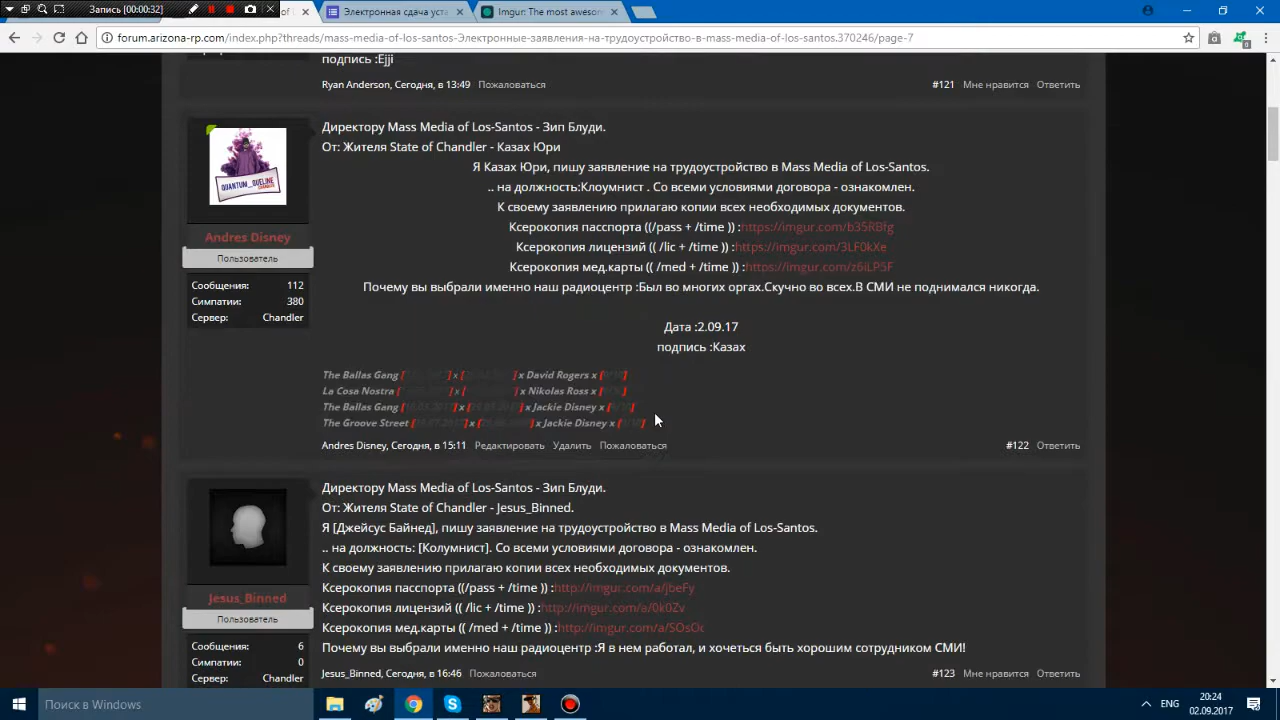 Запись [00:00:32]
Электронная сдача уста
Imgur: The most awesom
forum.arizona-rp.com/index.php?threads/mass-media-of-los-santos-Электронные-заявления-на-трудоустройство-в-mass-media-of-los-santos.370246/page-7
подпись :Ejji
Ryan Anderson, Сегодня, в 13:49 Пожаловаться #121 Мне нравится Ответить
Директору Mass Media of Los-Santos - Зип Блуди.
От: Жителя State of Chandler - Казах Юри
Я Казах Юри, пишу заявление на трудоустройство в Mass Media of Los-Santos.
.. на должность:Клоумнист . Со всеми условиями договора - ознакомлен.
К своему заявлению прилагаю копии всех необходимых документов.
Ксерокопия пасспорта ((/pass + /time )) :https://imgur.com/b35RBfg
Ксерокопия лицензий (( /lic + /time )) :https://imgur.com/3LF0kXe
Ксерокопия мед.карты (( /med + /time )) :https://imgur.com/z6iLP5F
Почему вы выбрали именно наш радиоцентр :Был во многих оргах.Скучно во всех.В СМИ не поднимался никогда.
Дата :2.09.17
подпись :Казах
QUANTUM_DUELINE
CHANDLER
Andres Disney
Пользователь
Сообщения: 112
Симпатии: 380
Сервер: Chandler
The Ballas Gang x David Rogers x
La Cosa Nostra x Nikolas Ross x
The Ballas Gang x Jackie Disney x
The Groove Street x Jackie Disney x
Andres Disney, Сегодня, в 15:11 Редактировать Удалить Пожаловаться #122 Ответить
Директору Mass Media of Los-Santos - Зип Блуди.
От: Жителя State of Chandler - Jesus_Binned.
Я [Джейсус Байнед], пишу заявление на трудоустройство в Mass Media of Los-Santos.
.. на должность: [Колумнист]. Со всеми условиями договора - ознакомлен.
К своему заявлению прилагаю копии всех необходимых документов.
Ксерокопия пасспорта ((/pass + /time )) :http://imgur.com/a/jbeFy
Ксерокопия лицензий (( /lic + /time )) :http://imgur.com/a/0k0Zv
Ксерокопия мед.карты (( /med + /time )) :http://imgur.com/a/SOsOc
Почему вы выбрали именно наш радиоцентр :Я в нем работал, и хочеться быть хорошим сотрудником СМИ!
Jesus_Binned
Пользователь
Сообщения: 6
Симпатии: 0
Сервер: Chandler
Jesus_Binned, Сегодня, в 16:46 Пожаловаться #123 Мне нравится Ответить
Поиск в Windows
ENG
20:24
02.09.2017